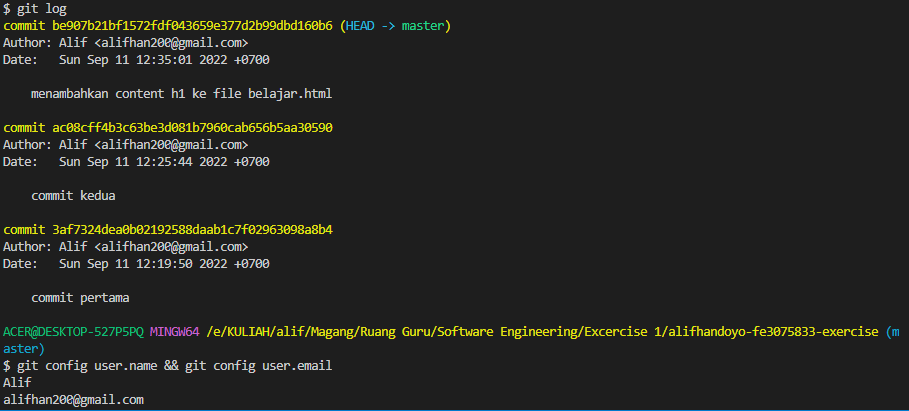 $ git log
commit be907b21bf1572fdf043659e377d2b99dbd160b6 (HEAD -> master)
Author: Alif <alifhan200@gmail.com>
Date:   Sun Sep 11 12:35:01 2022 +0700
menambahkan content h1 ke file belajar.html
commit ac08cff4b3c63be3d081b7960cab656b5aa30590
Author: Alif <alifhan200@gmail.com>
Date:   Sun Sep 11 12:25:44 2022 +0700
commit kedua
commit 3af7324dea0b02192588daab1c7f02963098a8b4
Author: Alif <alifhan200@gmail.com>
Date:   Sun Sep 11 12:19:50 2022 +0700
commit pertama
ACER@DESKTOP-527P5PQ MINGW64 /e/KULIAH/alif/Magang/Ruang Guru/Software Engineering/Excercise 1/alifhandoyo-fe3075833-exercise (m
aster)
$ git config user.name && git config user.email
Alif
alifhan200@gmail.com